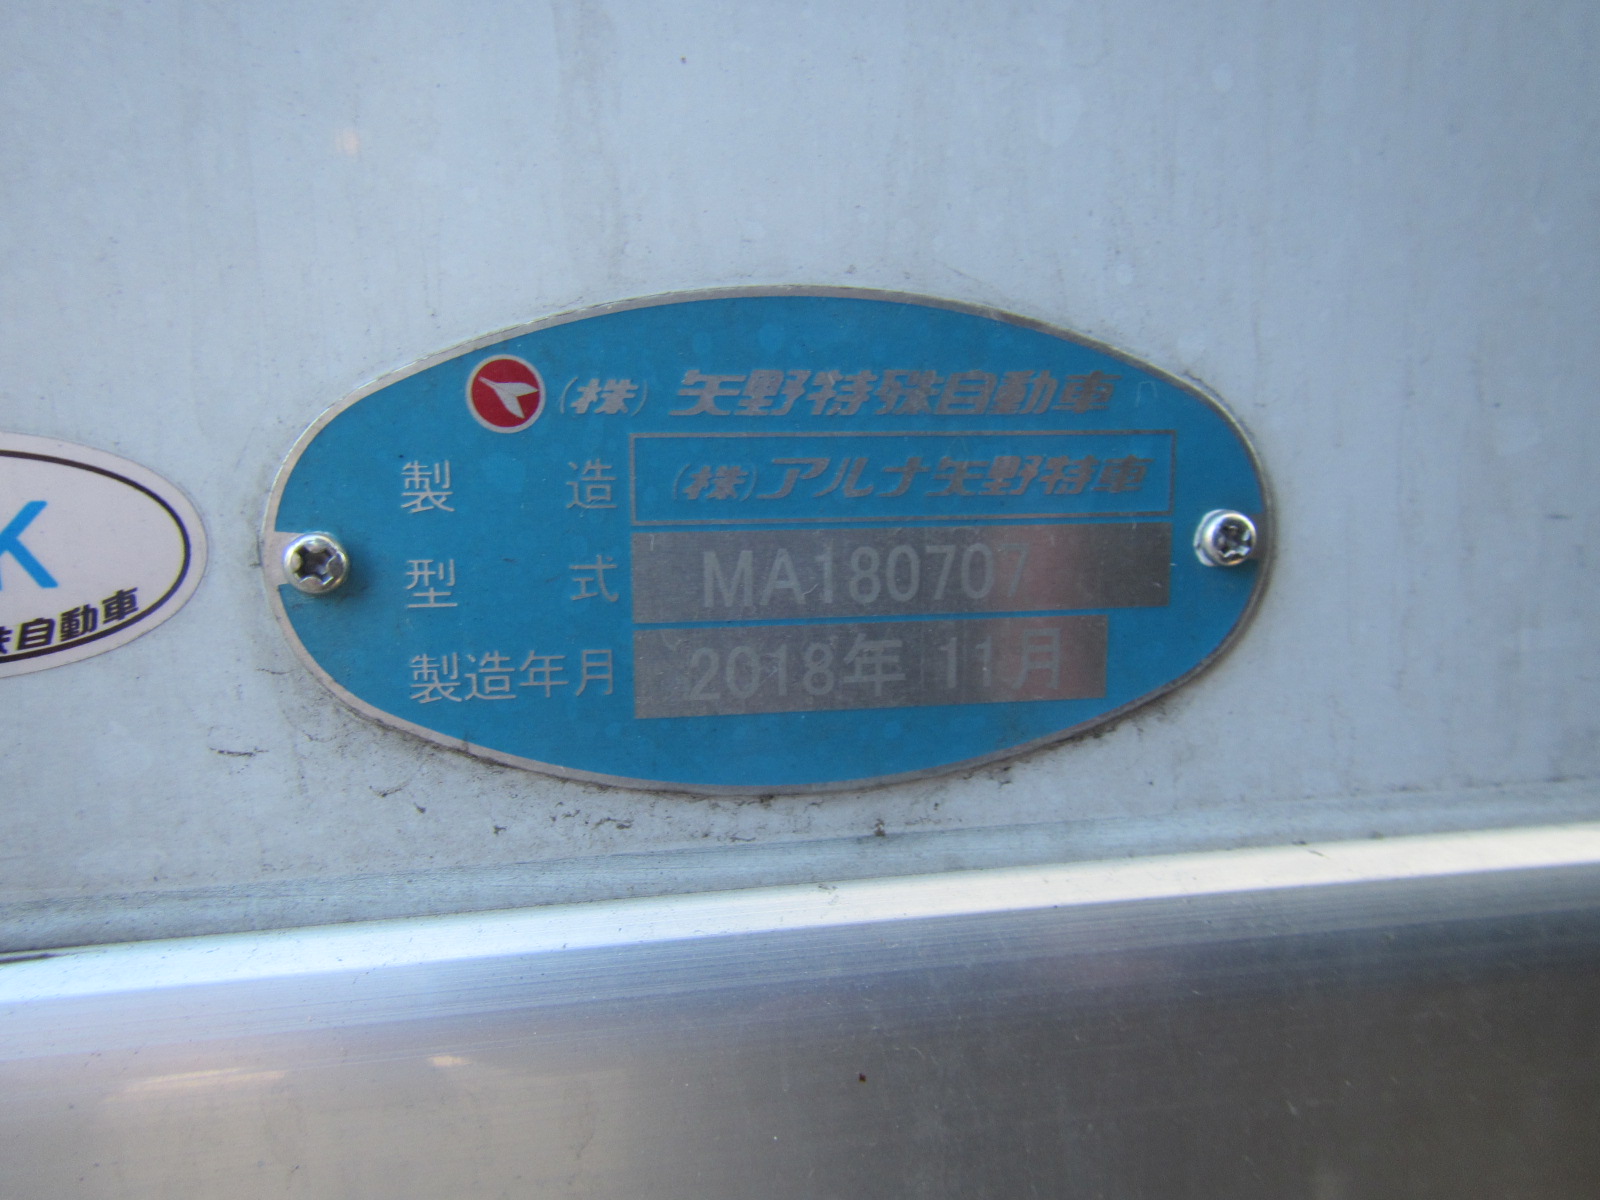 (株) 矢野特殊自動車
製造 (株)アルナ矢野特車
型式 MA180707
製造年月 2018年 11月
K
殊自動車